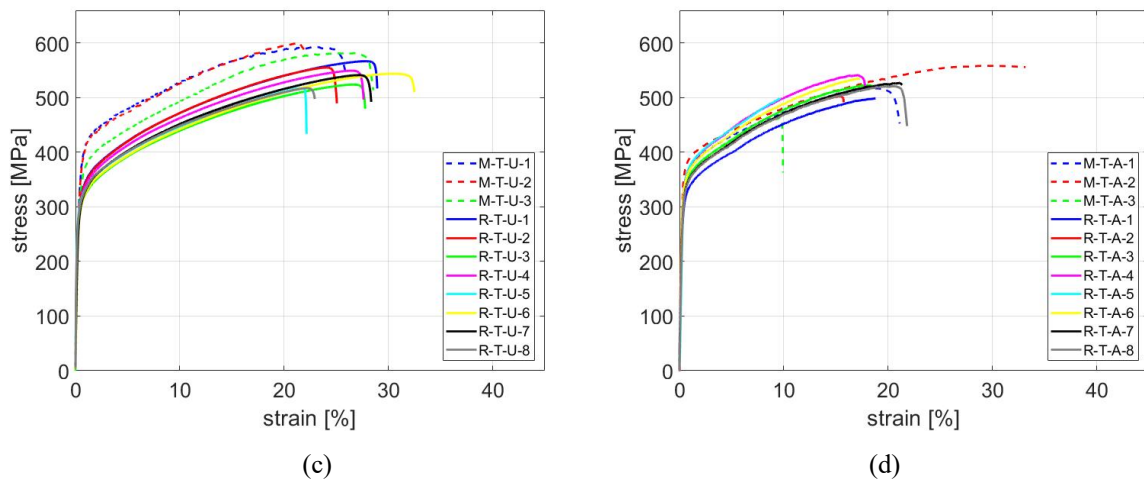 600
500
400
300
200
100
0
stress [MPa]
0 10 20 30 40
strain [%]
M-T-U-1
M-T-U-2
M-T-U-3
R-T-U-1
R-T-U-2
R-T-U-3
R-T-U-4
R-T-U-5
R-T-U-6
R-T-U-7
R-T-U-8
(c)
600
500
400
300
200
100
0
stress [MPa]
0 10 20 30 40
strain [%]
M-T-A-1
M-T-A-2
M-T-A-3
R-T-A-1
R-T-A-2
R-T-A-3
R-T-A-4
R-T-A-5
R-T-A-6
R-T-A-7
R-T-A-8
(d)